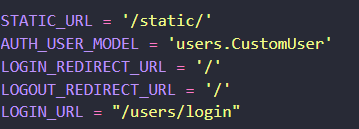 STATIC_URL = '/static/'
AUTH_USER_MODEL = 'users.CustomUser'
LOGIN_REDIRECT_URL = '/'
LOGOUT_REDIRECT_URL = '/'
LOGIN_URL = "/users/login"